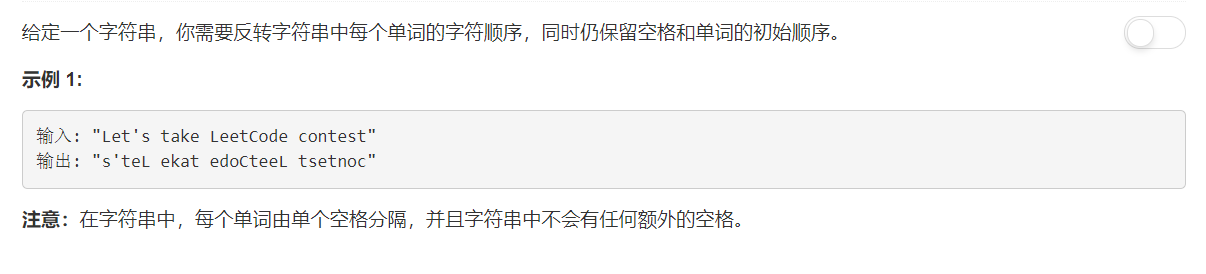 给定一个字符串，你需要反转字符串中每个单词的字符顺序，同时仍保留空格和单词的初始顺序。
示例 1:
输入: "Let's take LeetCode contest"
输出: "s'teL ekat edoCteeL tsetnoc"
注意：在字符串中，每个单词由单个空格分隔，并且字符串中不会有任何额外的空格。